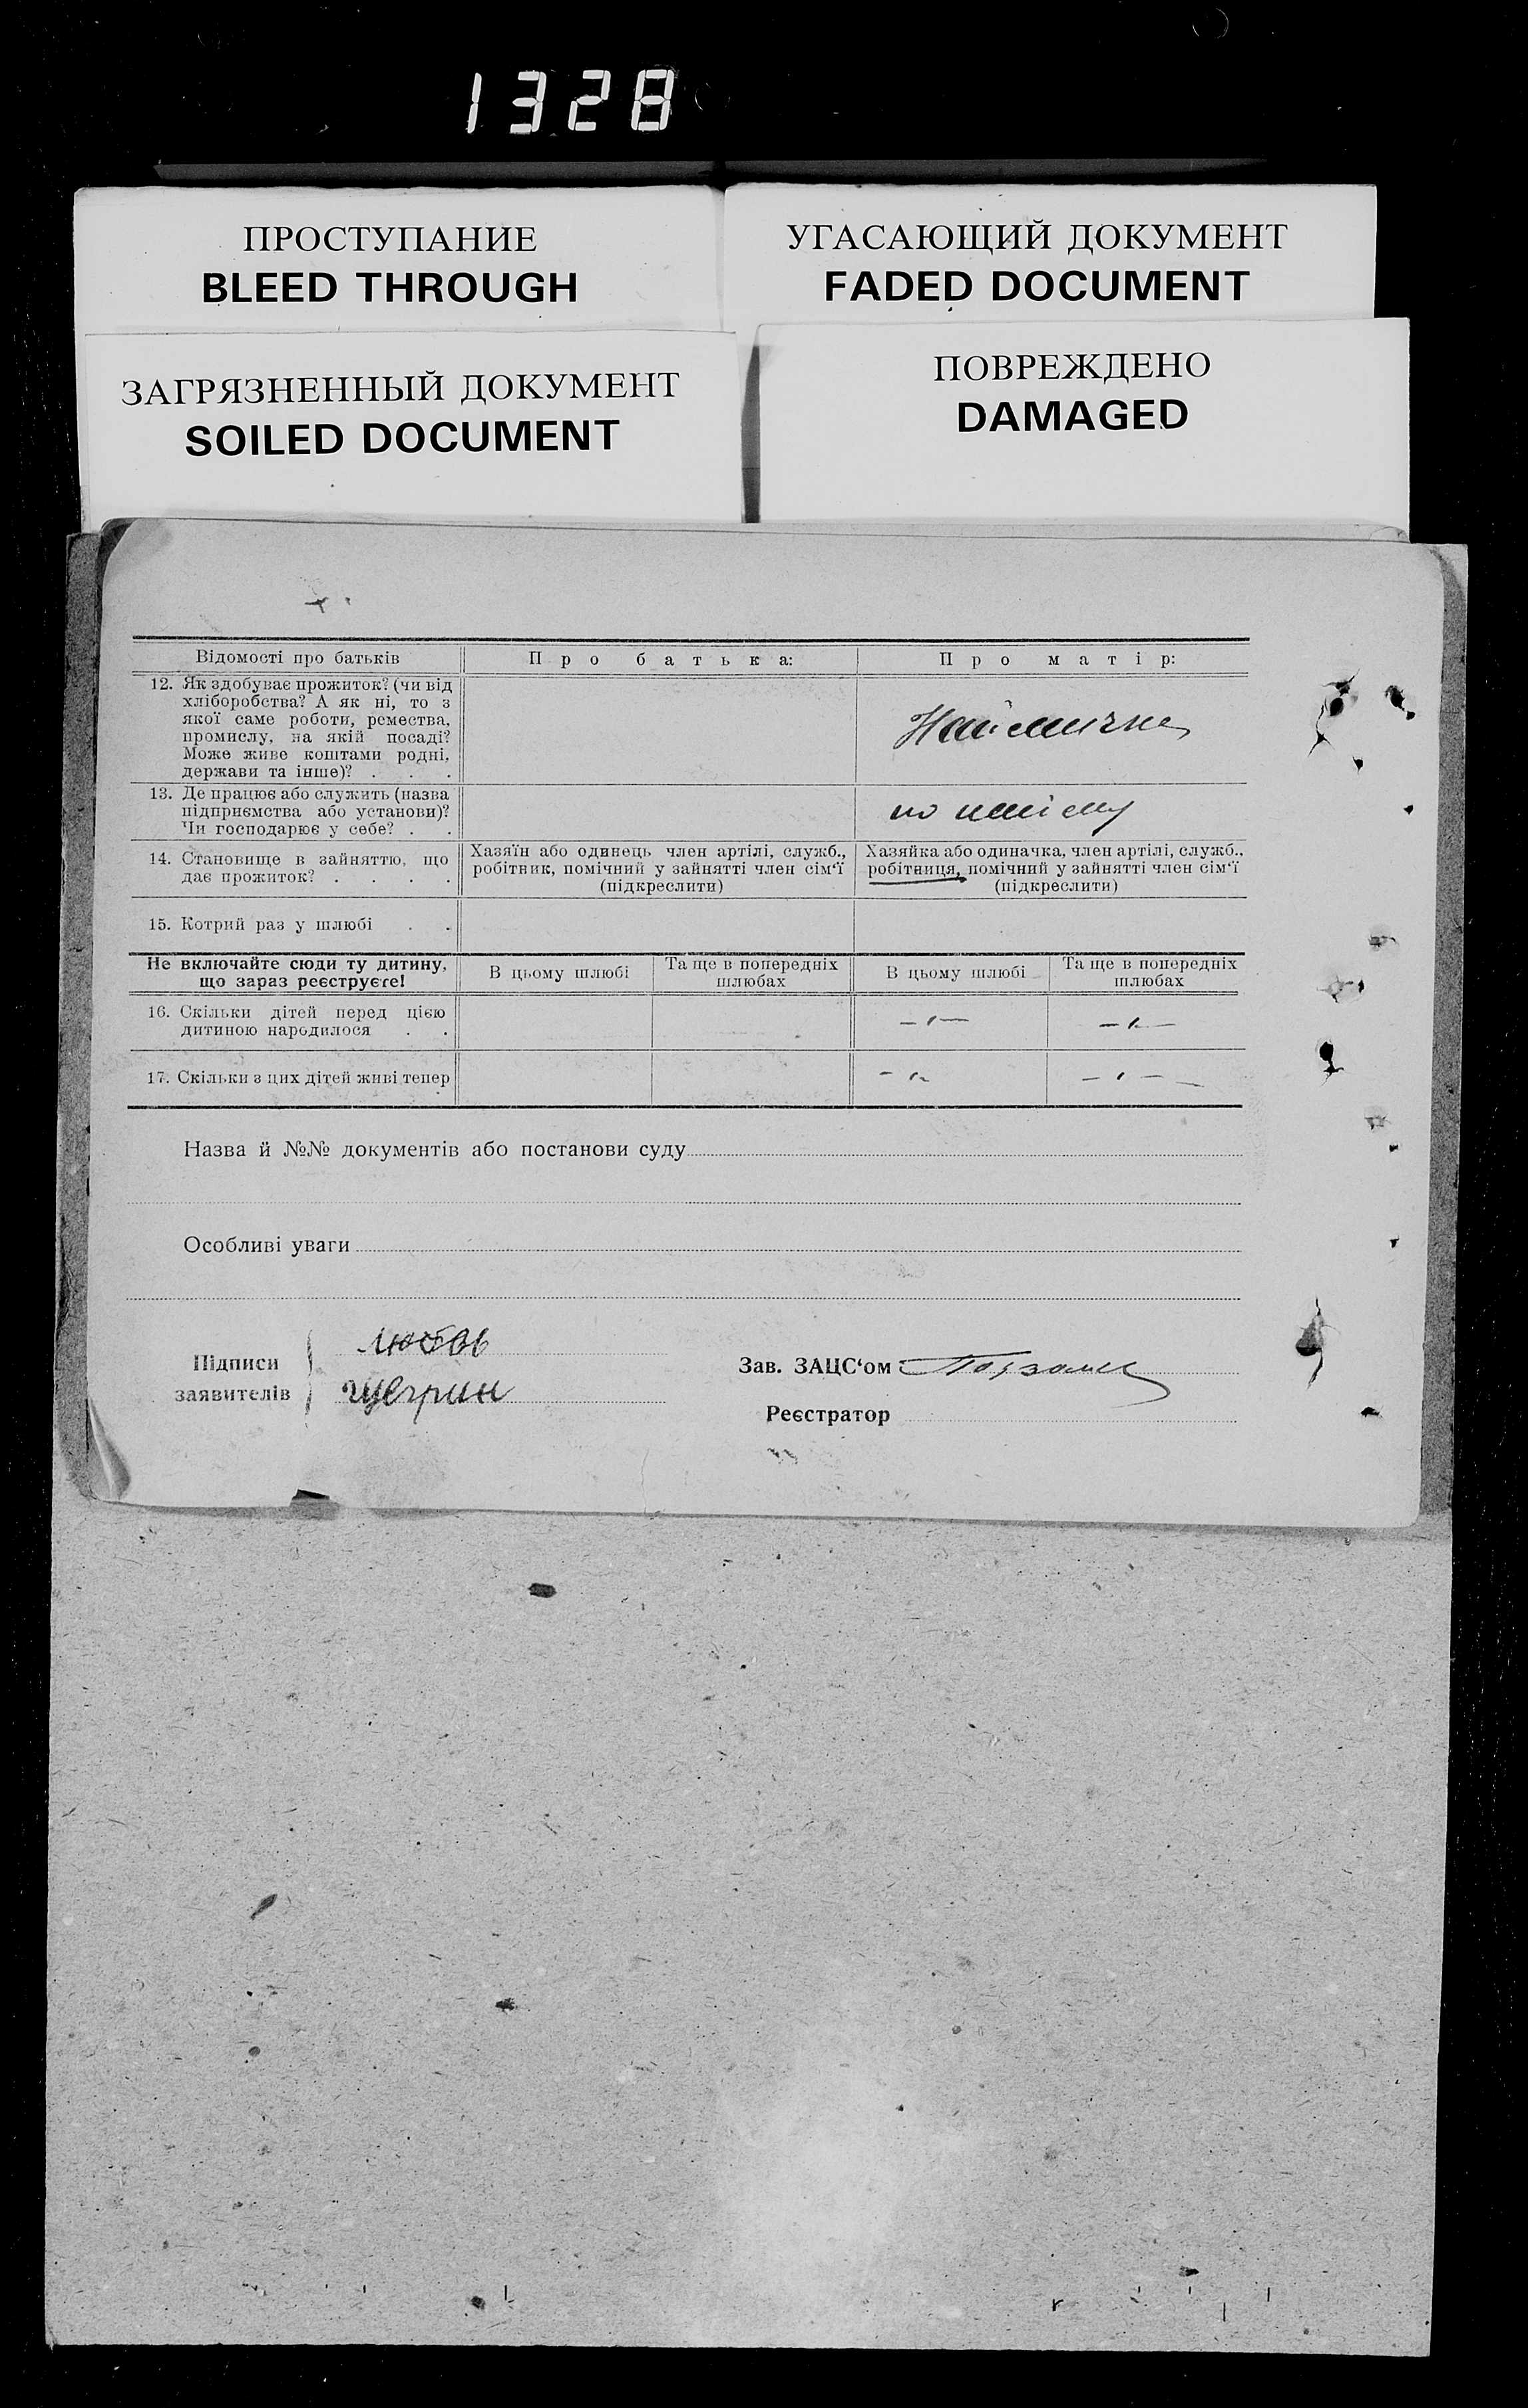 1328
ПРОСТУПАНИЕ
BLEED THROUGH
УГАСАЮЩИЙ ДОКУМЕНТ
FADED DOCUMENT
ЗАГРЯЗНЕННЫЙ ДОКУМЕНТ
SOILED DOCUMENT
ПОВРЕЖДЕНО
DAMAGED
Відомості про батьків
Про батька:
Про матір:
12. Як здобуває прожиток? (чи від
хліборобства? А як ні, то з
якої саме роботи, ремества,
промислу, на якій посаді?
Може живе коштами родні,
держави та інше)? . . .
Наймичка
13. Де працює або служить (назва
підприємства або установи)?
Чи господарює у себе? . .
по найму
14. Становище в зайняттю, що
дає прожиток? . . . .
Хазяїн або одинець член артілі, служб.,
робітник, помічний у зайнятті член сім'ї
(підкреслити)
Хазяйка або одиначка, член артілі, служб.,
робітниця, помічний у зайнятті член сім'ї
(підкреслити)
15. Котрий раз у шлюбі . .
Не включайте сюди ту дитину,
що зараз реєструєте!
В цьому шлюбі
Та ще в попередніх
шлюбах
В цьому шлюбі
Та ще в попередніх
шлюбах
16. Скільки дітей перед цією
дитиною народилося . .
17. Скільки з цих дітей живі тепер
Назва й №№ документів або постанови суду
Особливі уваги
Підписи
заявителів
Любовь
Зав. ЗАЦС'ом
Реєстратор